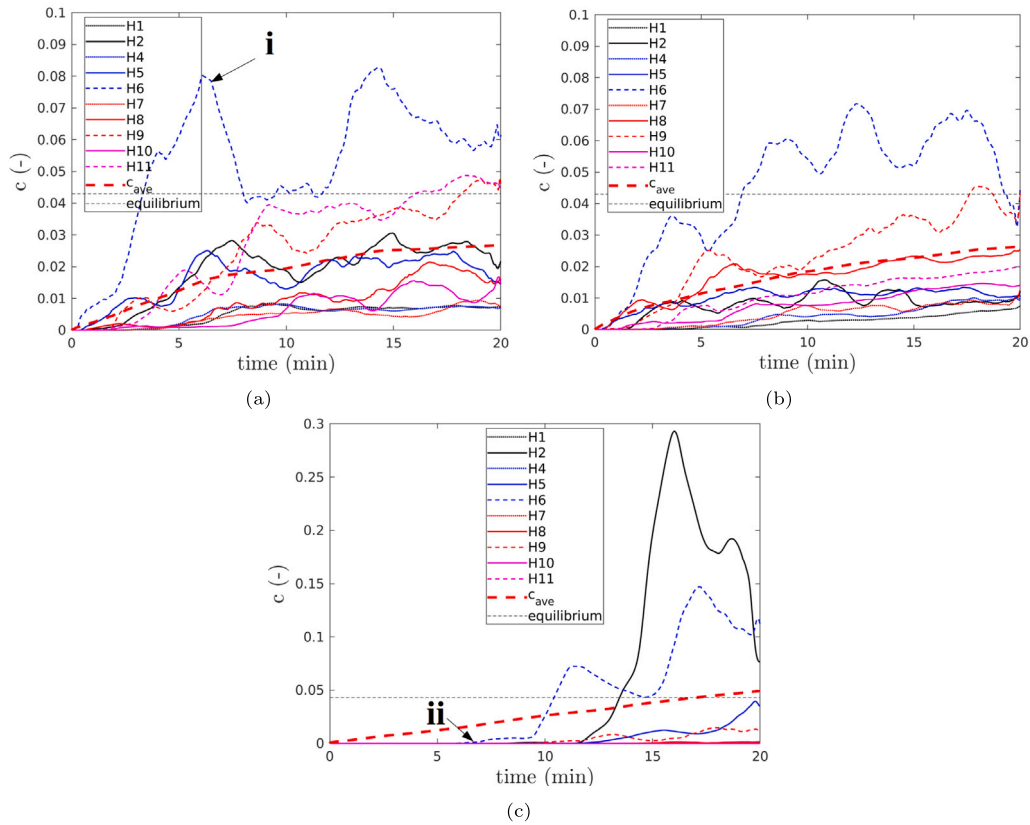 0.1
0.09
0.08
0.07
0.06
0.05
0.04
0.03
0.02
0.01
0
c (-)
H1
H2
H4
H5
H6
H7
H8
H9
H10
H11
c_ave
equilibrium
i
0 5 10 15 20
time (min)
(a)
0.1
0.09
0.08
0.07
0.06
0.05
0.04
0.03
0.02
0.01
0
c (-)
H1
H2
H4
H5
H6
H7
H8
H9
H10
H11
c_ave
equilibrium
0 5 10 15 20
time (min)
(b)
0.3
0.25
0.2
0.15
0.1
0.05
0
c (-)
H1
H2
H4
H5
H6
H7
H8
H9
H10
H11
c_ave
equilibrium
ii
0 5 10 15 20
time (min)
(c)